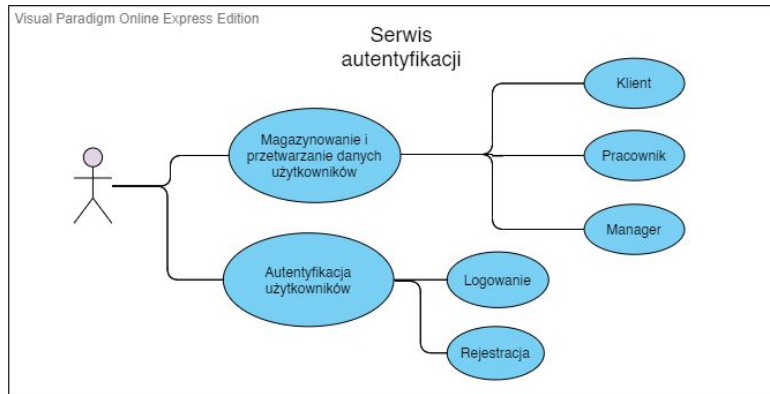 Visual Paradigm Online Express Edition
Serwis
autentyfikacji
Klient
Magazynowanie i
przetwarzanie danych
użytkowników
Pracownik
Manager
Autentyfikacja
użytkowników
Logowanie
Rejestracja